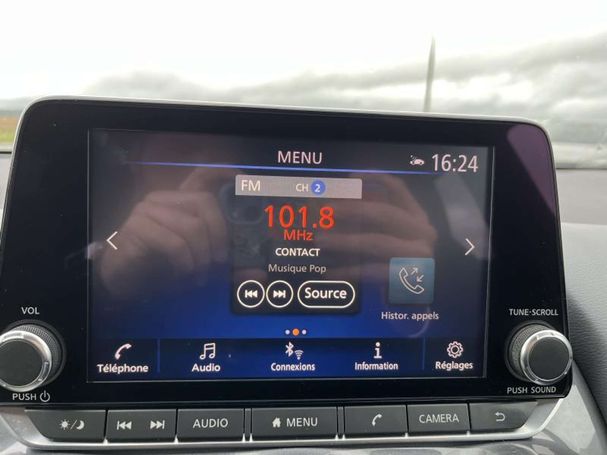 MENU
16:24
FM CH 2
101.8
MHz
CONTACT
Musique Pop
Source
Histor. appels
Téléphone
Audio
Connexions
Information
Réglages
VOL
PUSH
TUNE·SCROLL
PUSH SOUND
AUDIO
MENU
CAMERA